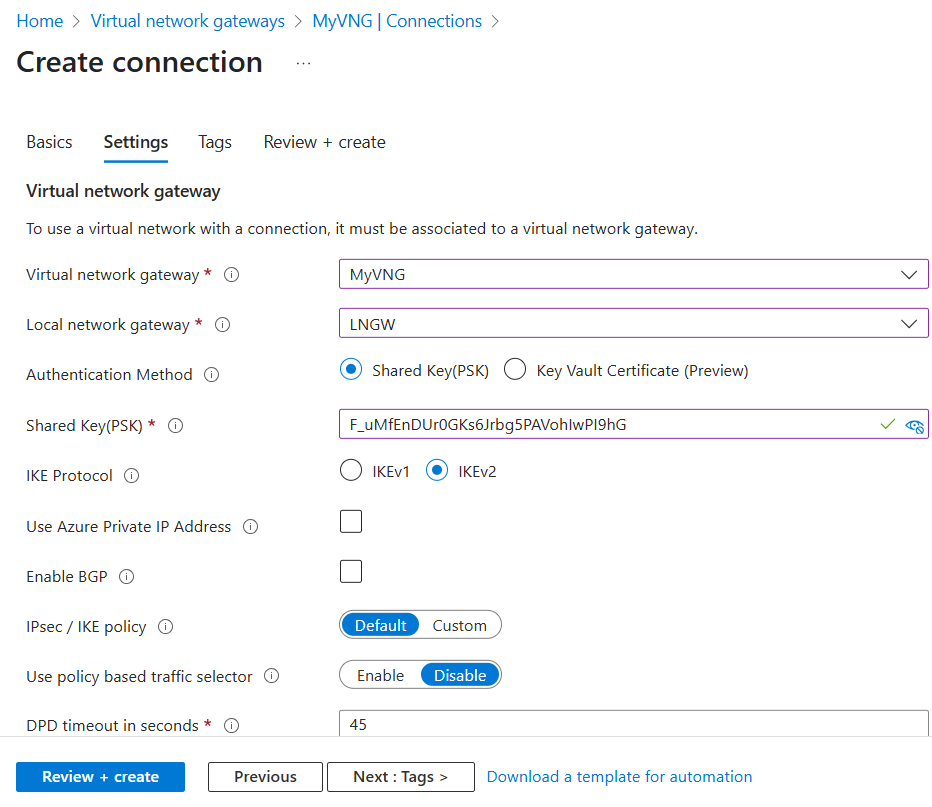 Home > Virtual network gateways > MyVNG | Connections >
Create connection ...
Basics Settings Tags Review + create
Virtual network gateway
To use a virtual network with a connection, it must be associated to a virtual network gateway.
Virtual network gateway * MyVNG
Local network gateway * LNGW
Authentication Method Shared Key(PSK) Key Vault Certificate (Preview)
Shared Key(PSK) * F_uMfEnDUr0GKs6Jrbg5PAVohIwPI9hG
IKE Protocol IKEv1 IKEv2
Use Azure Private IP Address
Enable BGP
IPsec / IKE policy Default Custom
Use policy based traffic selector Enable Disable
DPD timeout in seconds * 45
Review + create Previous Next : Tags > Download a template for automation